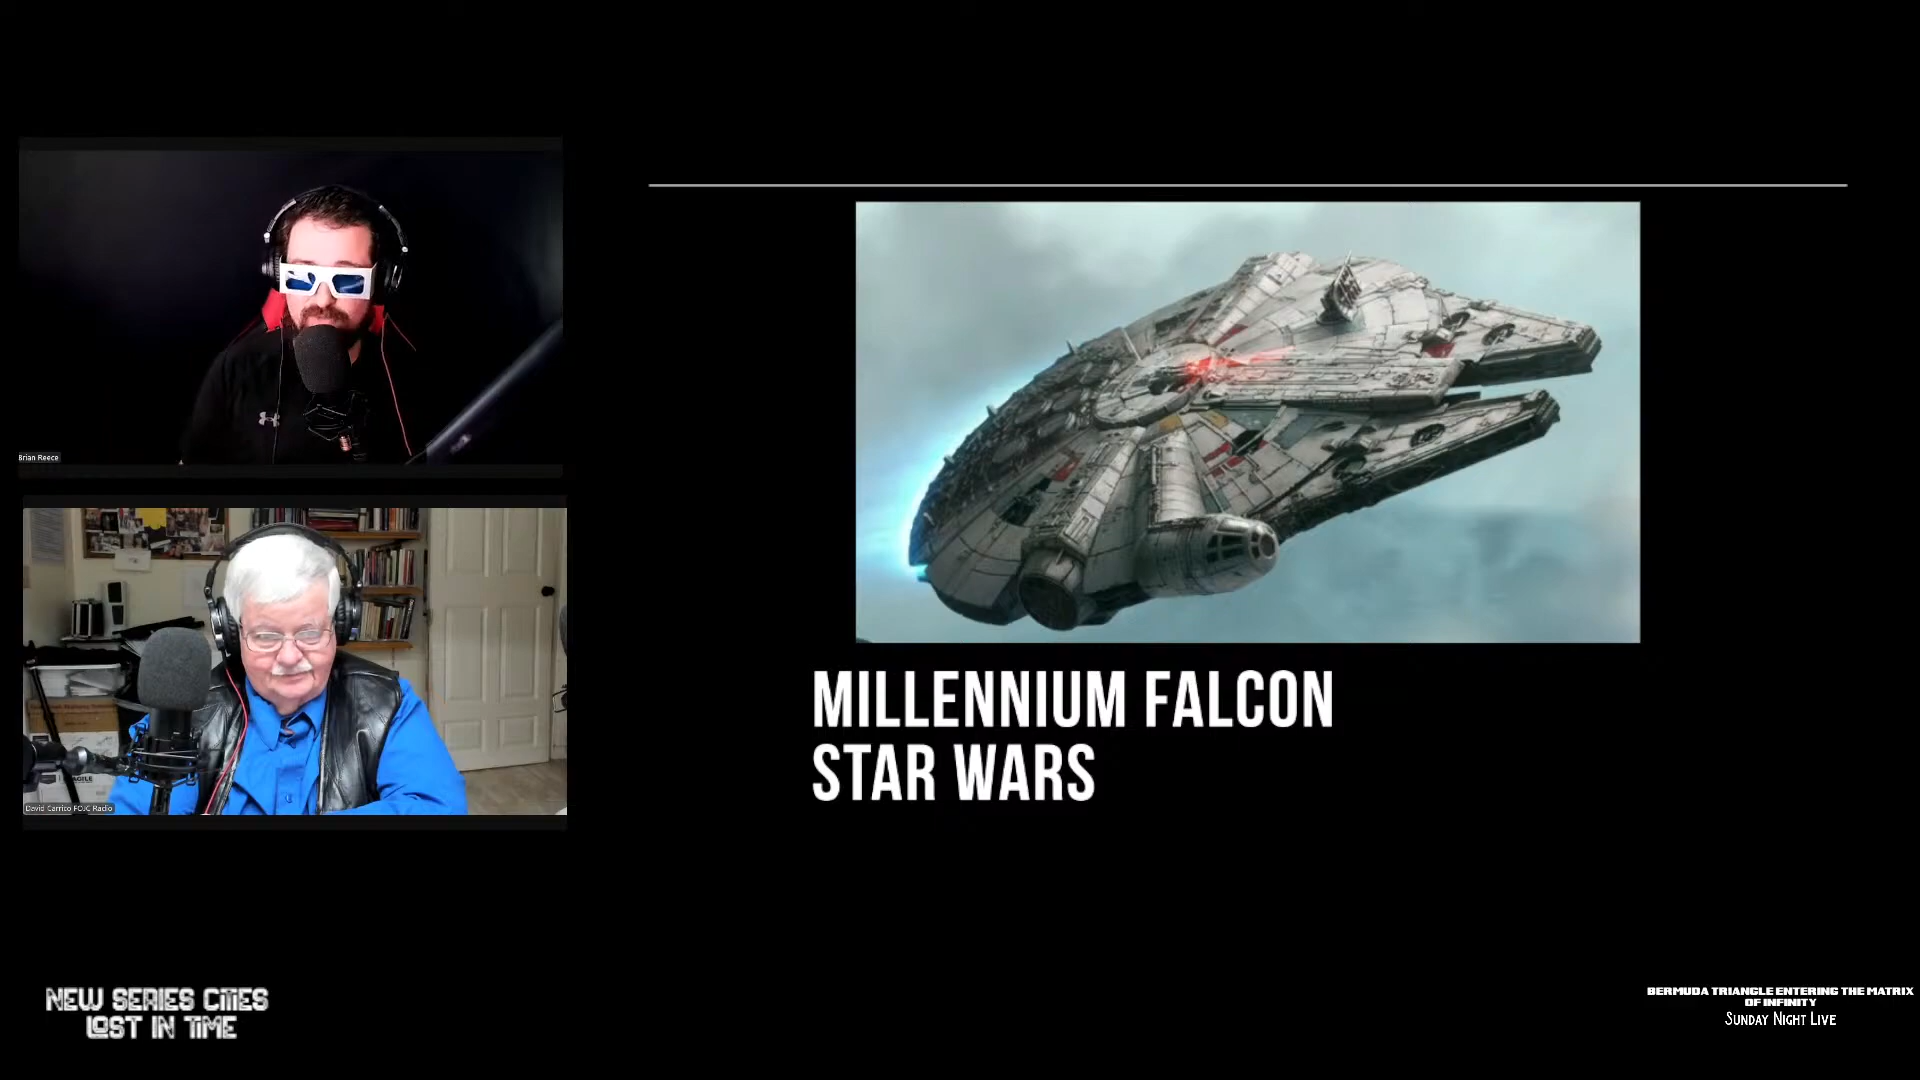 Brian Reece
David Carrico FOJC Radio
MILLENNIUM FALCON
STAR WARS
NEW SERIES CITIES
LOST IN TIME
BERMUDA TRIANGLE ENTERING THE MATRIX
OF INFINITY
Sunday Night Live